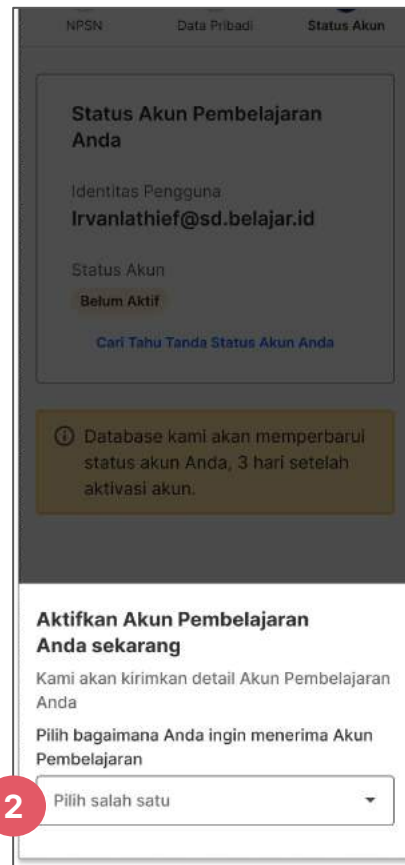 NPSN Data Pribadi Status Akun
Status Akun Pembelajaran
Anda
Identitas Pengguna
Irvanlathief@sd.belajar.id
Status Akun
Belum Aktif
Cari Tahu Tanda Status Akun Anda
Database kami akan memperbarui
status akun Anda, 3 hari setelah
aktivasi akun.
Aktifkan Akun Pembelajaran
Anda sekarang
Kami akan kirimkan detail Akun Pembelajaran
Anda
Pilih bagaimana Anda ingin menerima Akun
Pembelajaran
2 Pilih salah satu